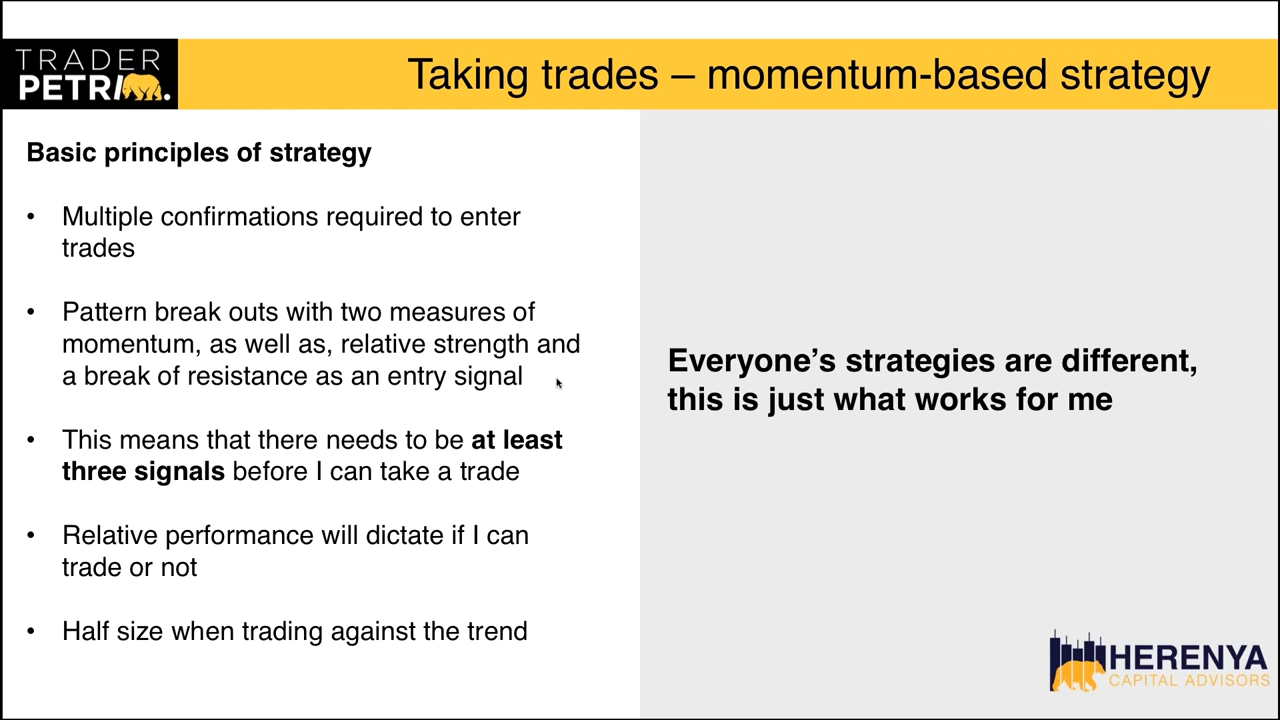 TRADER
PETRI.
Taking trades – momentum-based strategy
Basic principles of strategy
• Multiple confirmations required to enter
trades
• Pattern break outs with two measures of
momentum, as well as, relative strength and
a break of resistance as an entry signal
• This means that there needs to be at least
three signals before I can take a trade
• Relative performance will dictate if I can
trade or not
• Half size when trading against the trend
Everyone’s strategies are different,
this is just what works for me
HERENYA
CAPITAL ADVISORS